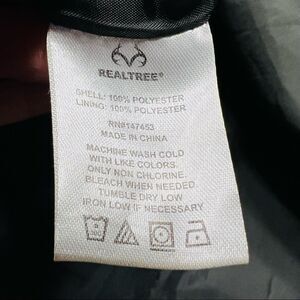 REALTREE®
SHELL: 100% POLYESTER
LINING: 100% POLYESTER
RN#147453
MADE IN CHINA
MACHINE WASH COLD
WITH LIKE COLORS.
ONLY NON CHLORINE.
BLEACH WHEN NEEDED
TUMBLE DRY LOW
IRON LOW IF NECESSARY